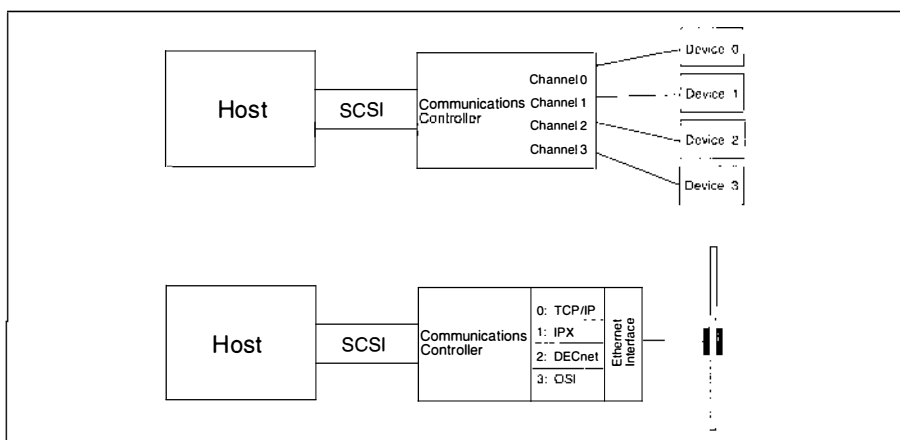 Host
SCSI
Communications
Controller
Channel 0
Channel 1
Channel 2
Channel 3
Device 0
Device 1
Device 2
Device 3
Host
SCSI
Communications
Controller
0: TCP/IP
1: IPX
2: DECnet
3: OSI
Ethernet
Interface